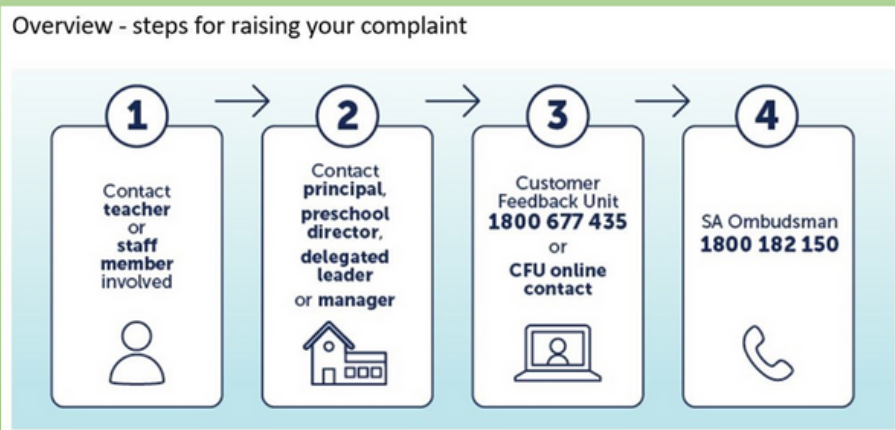 Overview - steps for raising your complaint
1
Contact
teacher
or
staff
member
involved
2
Contact
principal,
preschool
director,
delegated
leader
or manager
3
Customer
Feedback Unit
1800 677 435
or
CFU online
contact
4
SA Ombudsman
1800 182 150